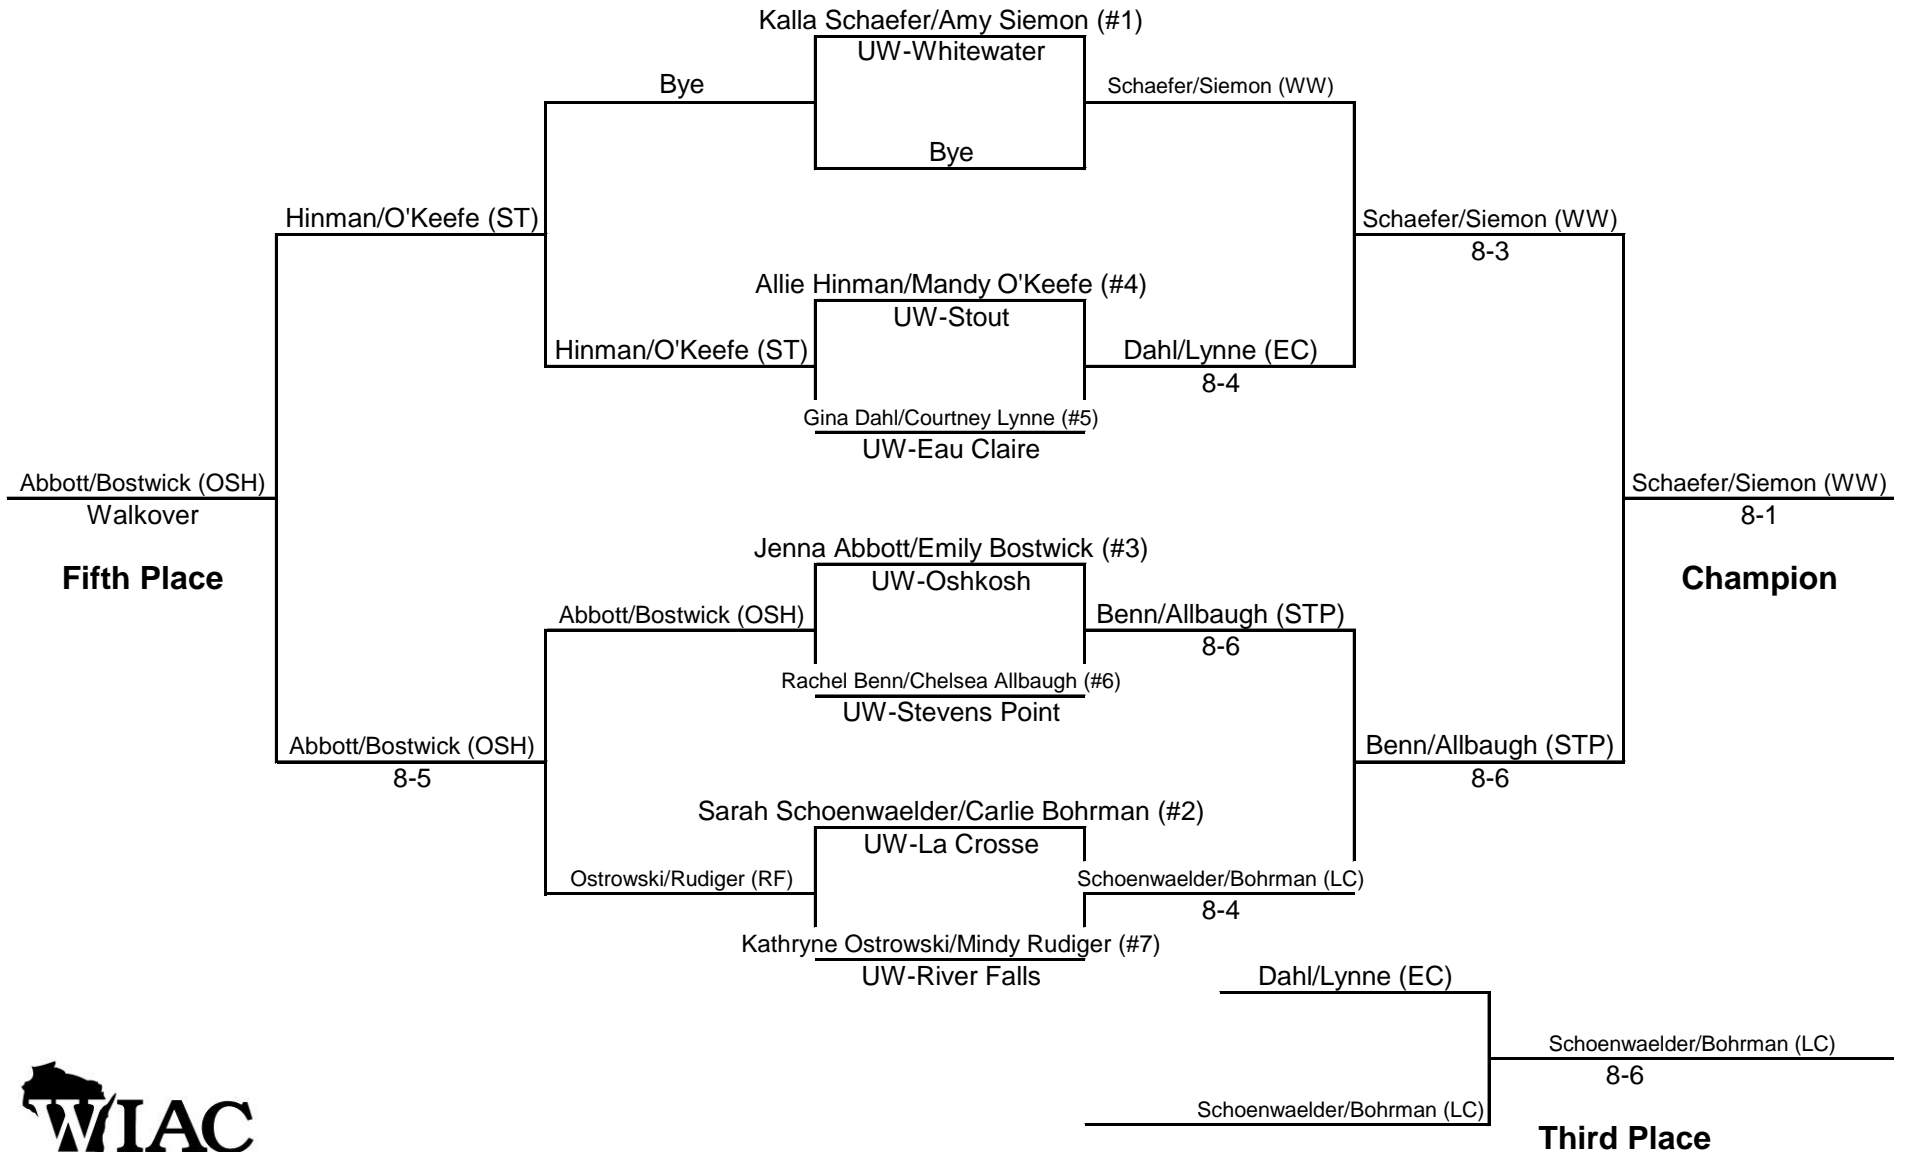 Kalla Schaefer/Amy Siemon (#1)
UW-Whitewater
Bye
Schaefer/Siemon (WW)
Bye
Hinman/O'Keefe (ST)
Schaefer/Siemon (WW)
8-3
Allie Hinman/Mandy O'Keefe (#4)
UW-Stout
Hinman/O'Keefe (ST)
Dahl/Lynne (EC)
8-4
Gina Dahl/Courtney Lynne (#5)
UW-Eau Claire
Abbott/Bostwick (OSH)
Walkover
Fifth Place
Schaefer/Siemon (WW)
8-1
Champion
Jenna Abbott/Emily Bostwick (#3)
UW-Oshkosh
Abbott/Bostwick (OSH)
Benn/Allbaugh (STP)
8-6
Rachel Benn/Chelsea Allbaugh (#6)
UW-Stevens Point
Abbott/Bostwick (OSH)
8-5
Benn/Allbaugh (STP)
8-6
Sarah Schoenwaelder/Carlie Bohrman (#2)
UW-La Crosse
Ostrowski/Rudiger (RF)
Schoenwaelder/Bohrman (LC)
8-4
Kathryne Ostrowski/Mindy Rudiger (#7)
UW-River Falls
Dahl/Lynne (EC)
Schoenwaelder/Bohrman (LC)
8-6
Schoenwaelder/Bohrman (LC)
Third Place
WIAC